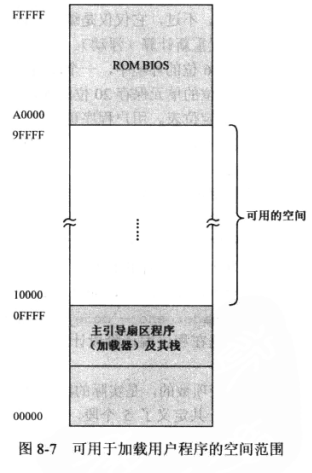 FFFFF
ROM BIOS
A0000
9FFFF
可用的空间
10000
0FFFF
主引导扇区程序
（加载器）及其栈
00000
图 8-7 可用于加载用户程序的空间范围